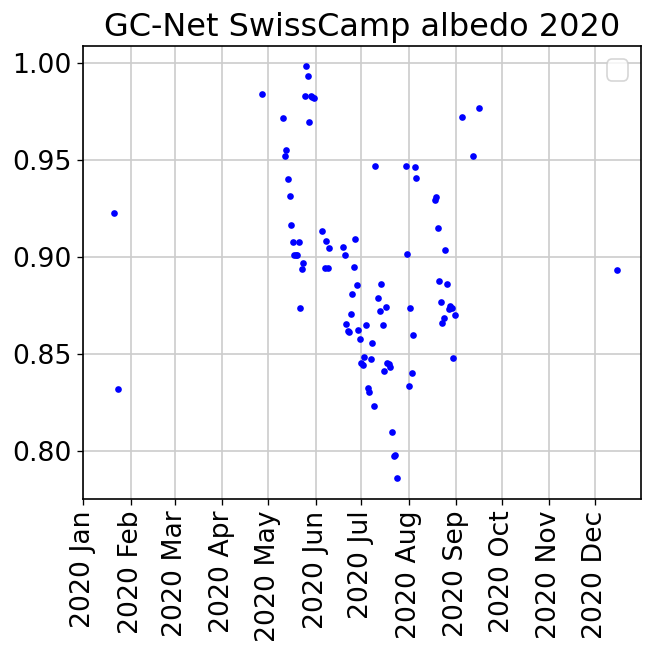 GC-Net SwissCamp albedo 2020
1.00
0.95
0.90
0.85
0.80
2020 Jan
2020 Feb
2020 Mar
2020 Apr
2020 May
2020 Jun
2020 Jul
2020 Aug
2020 Sep
2020 Oct
2020 Nov
2020 Dec